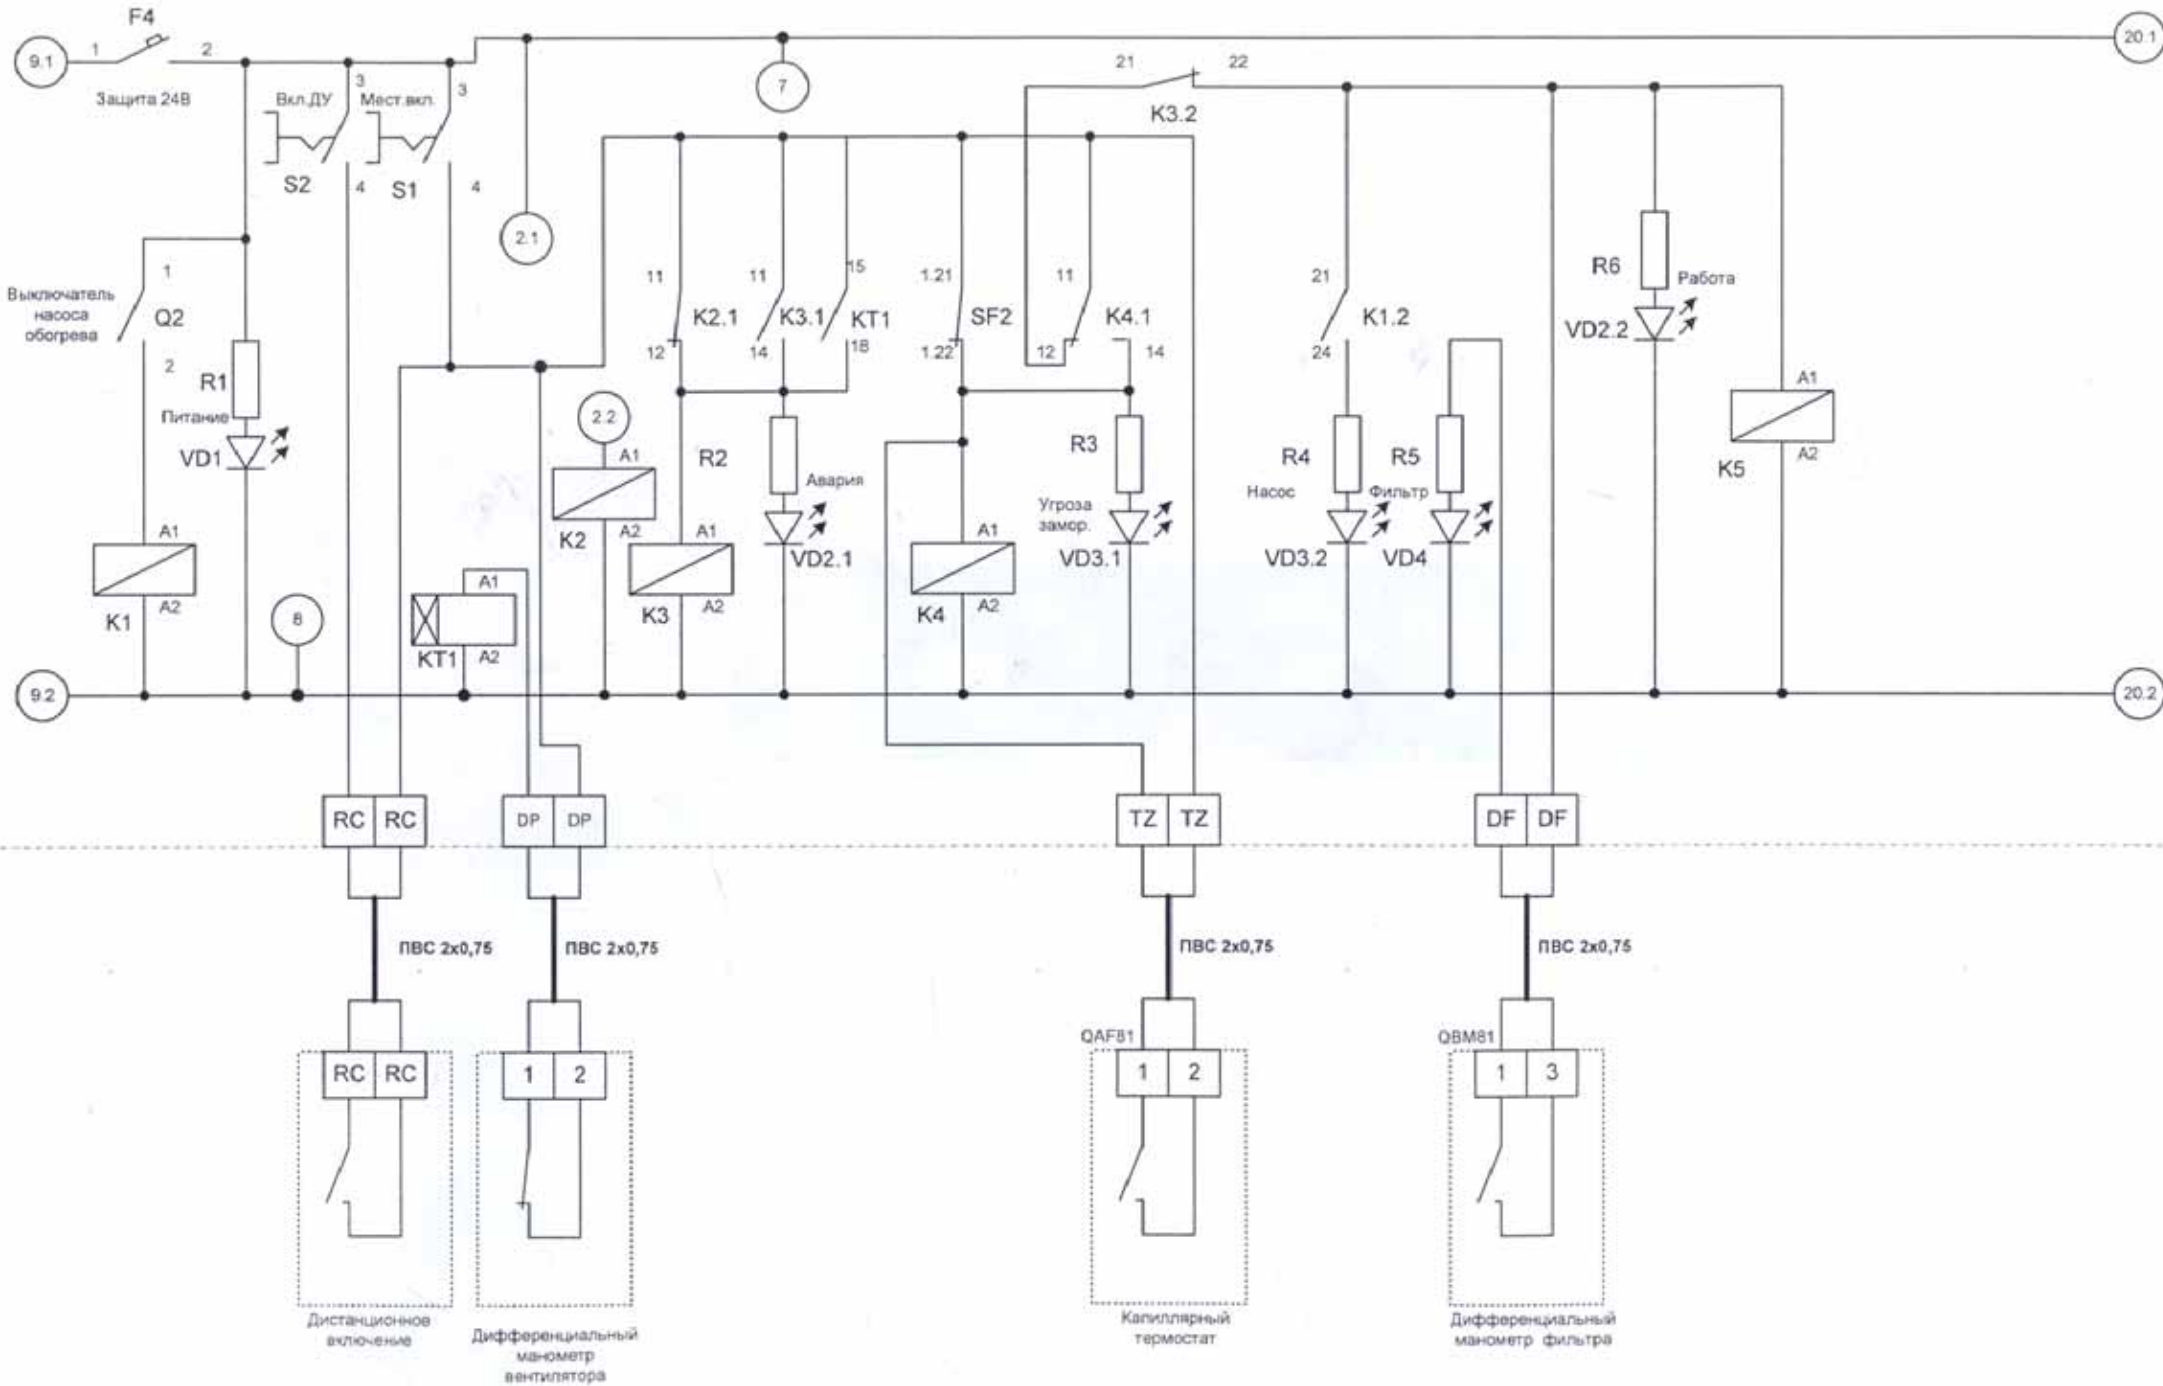 F4
9.1
1
2
20.1
Защита 24В
Вкл.ДУ
3
Мест.вкл.
3
7
21
22
K3.2
S2
4
S1
4
2.1
Выключатель
насоса
обогрева
1
Q2
2
R1
Питание
VD1
11
K2.1
12
11
K3.1
14
15
KT1
18
1.21
SF2
1.22
11
K4.1
12
14
21
K1.2
24
R6
Работа
VD2.2
A1
K5
A2
2.2
A1
K2
A2
R2
Авария
VD2.1
R3
Угроза
замор.
VD3.1
R4
Насос
VD3.2
R5
Фильтр
VD4
A1
K1
A2
8
A1
KT1
A2
A1
K3
A2
A1
K4
A2
9.2
20.2
RC RC
DP DP
TZ TZ
DF DF
ПВС 2x0,75
ПВС 2x0,75
ПВС 2x0,75
ПВС 2x0,75
QAF81
QBM81
RC RC
1 2
1 2
1 3
Дистанционное
включение
Дифференциальный
манометр
вентилятора
Капиллярный
термостат
Дифференциальный
манометр фильтра